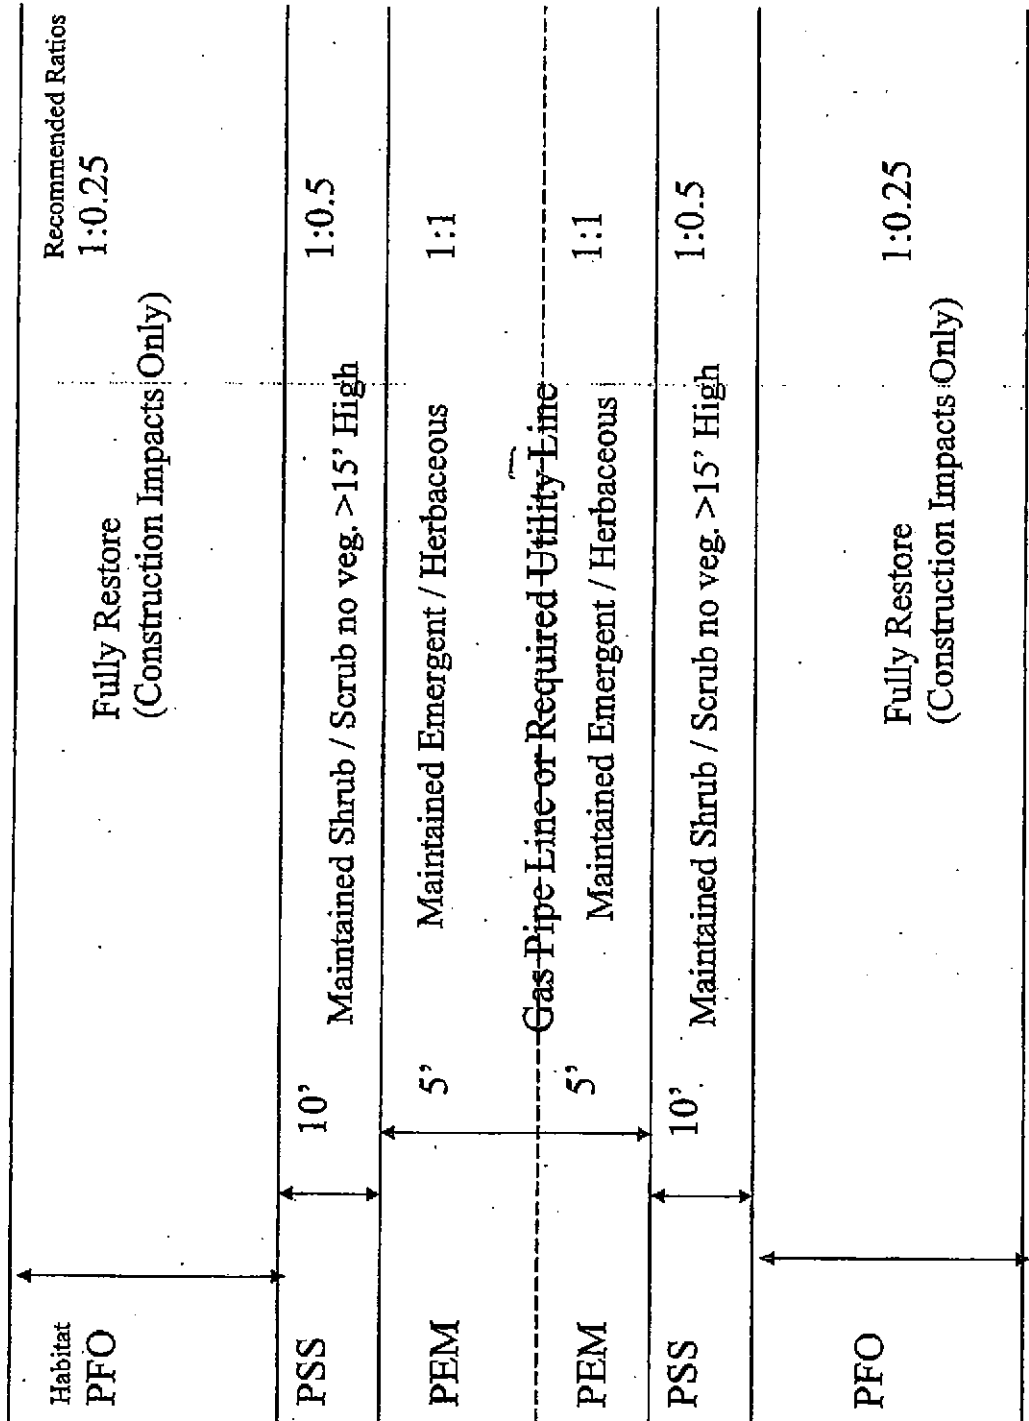 Habitat
Recommended Ratios
PFO
1:0.25
Fully Restore
(Construction Impacts Only)
PSS
10’
Maintained Shrub / Scrub no veg. >15’ High
1:0.5
PEM
5’
Maintained Emergent / Herbaceous
1:1
Gas Pipe Line or Required Utility Line
PEM
5’
Maintained Emergent / Herbaceous
1:1
PSS
10’
Maintained Shrub / Scrub no veg. >15’ High
1:0.5
PFO
Fully Restore
(Construction Impacts Only)
1:0.25